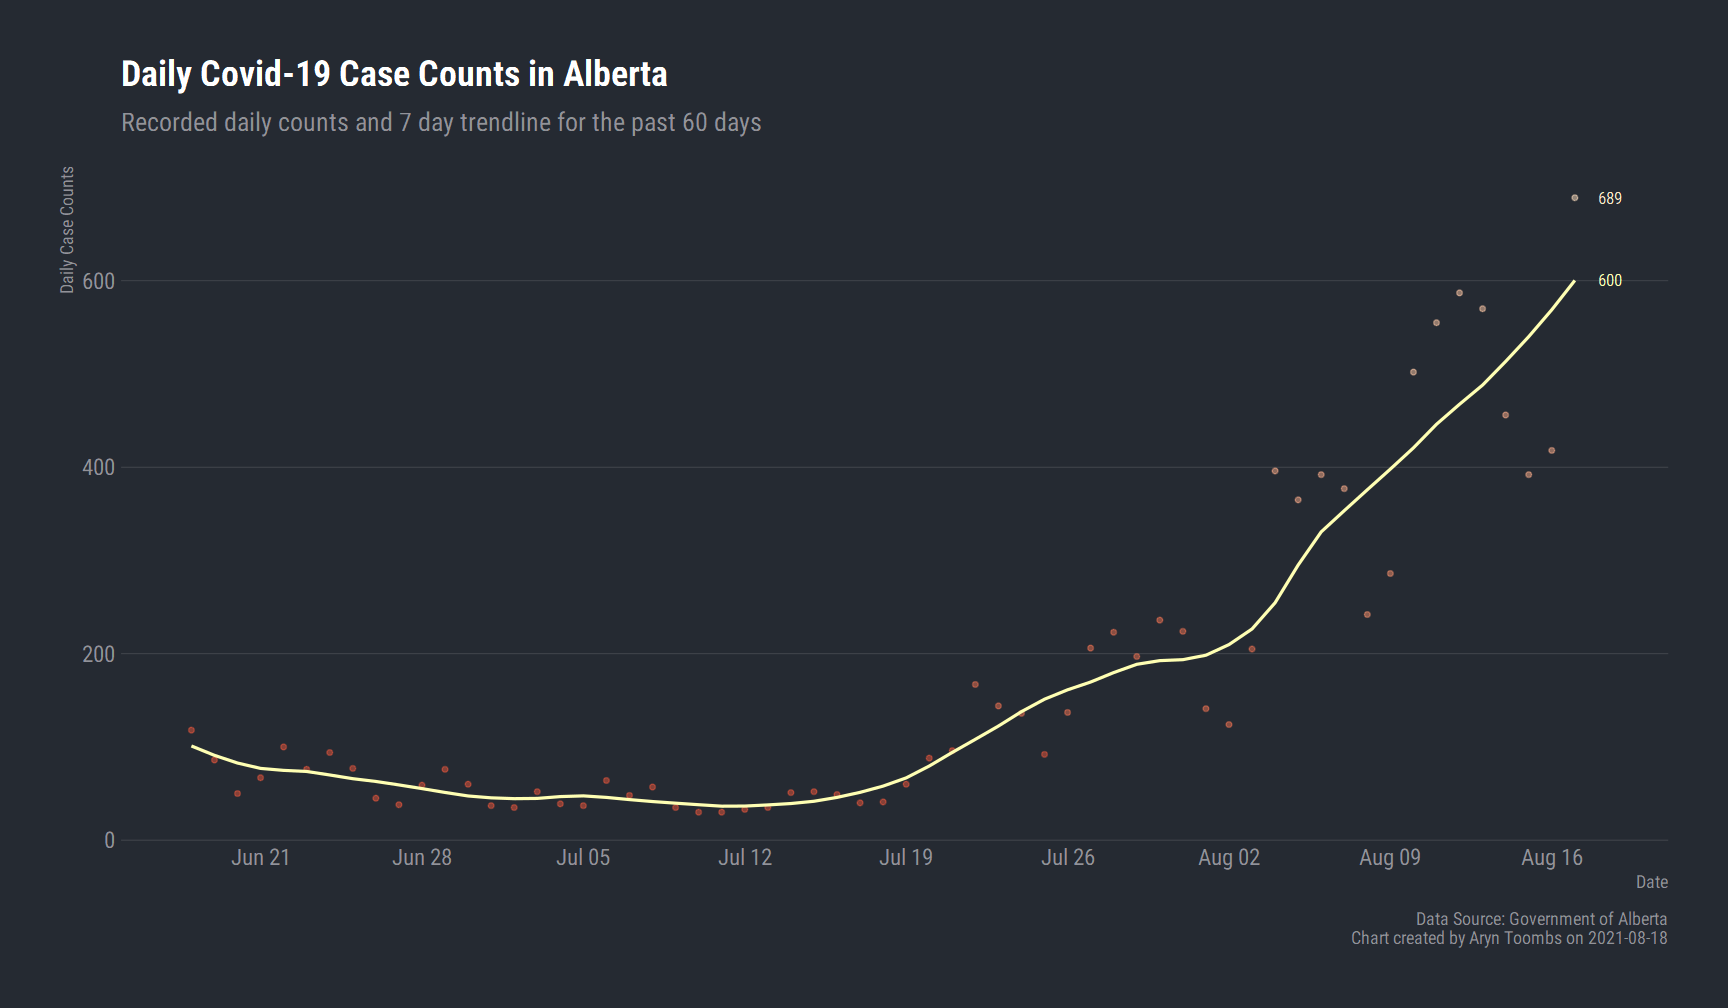 Daily Covid-19 Case Counts in Alberta
Recorded daily counts and 7 day trendline for the past 60 days
Daily Case Counts
689
600
600
400
200
0
Jun 21 Jun 28 Jul 05 Jul 12 Jul 19 Jul 26 Aug 02 Aug 09 Aug 16
Date
Data Source: Government of Alberta
Chart created by Aryn Toombs on 2021-08-18